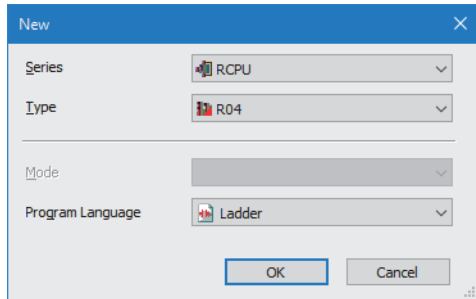 New
Series RCPU
Type R04
Mode
Program Language Ladder
OK Cancel